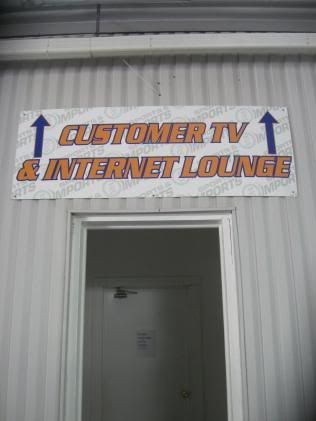 CUSTOMER TV
& INTERNET LOUNGE